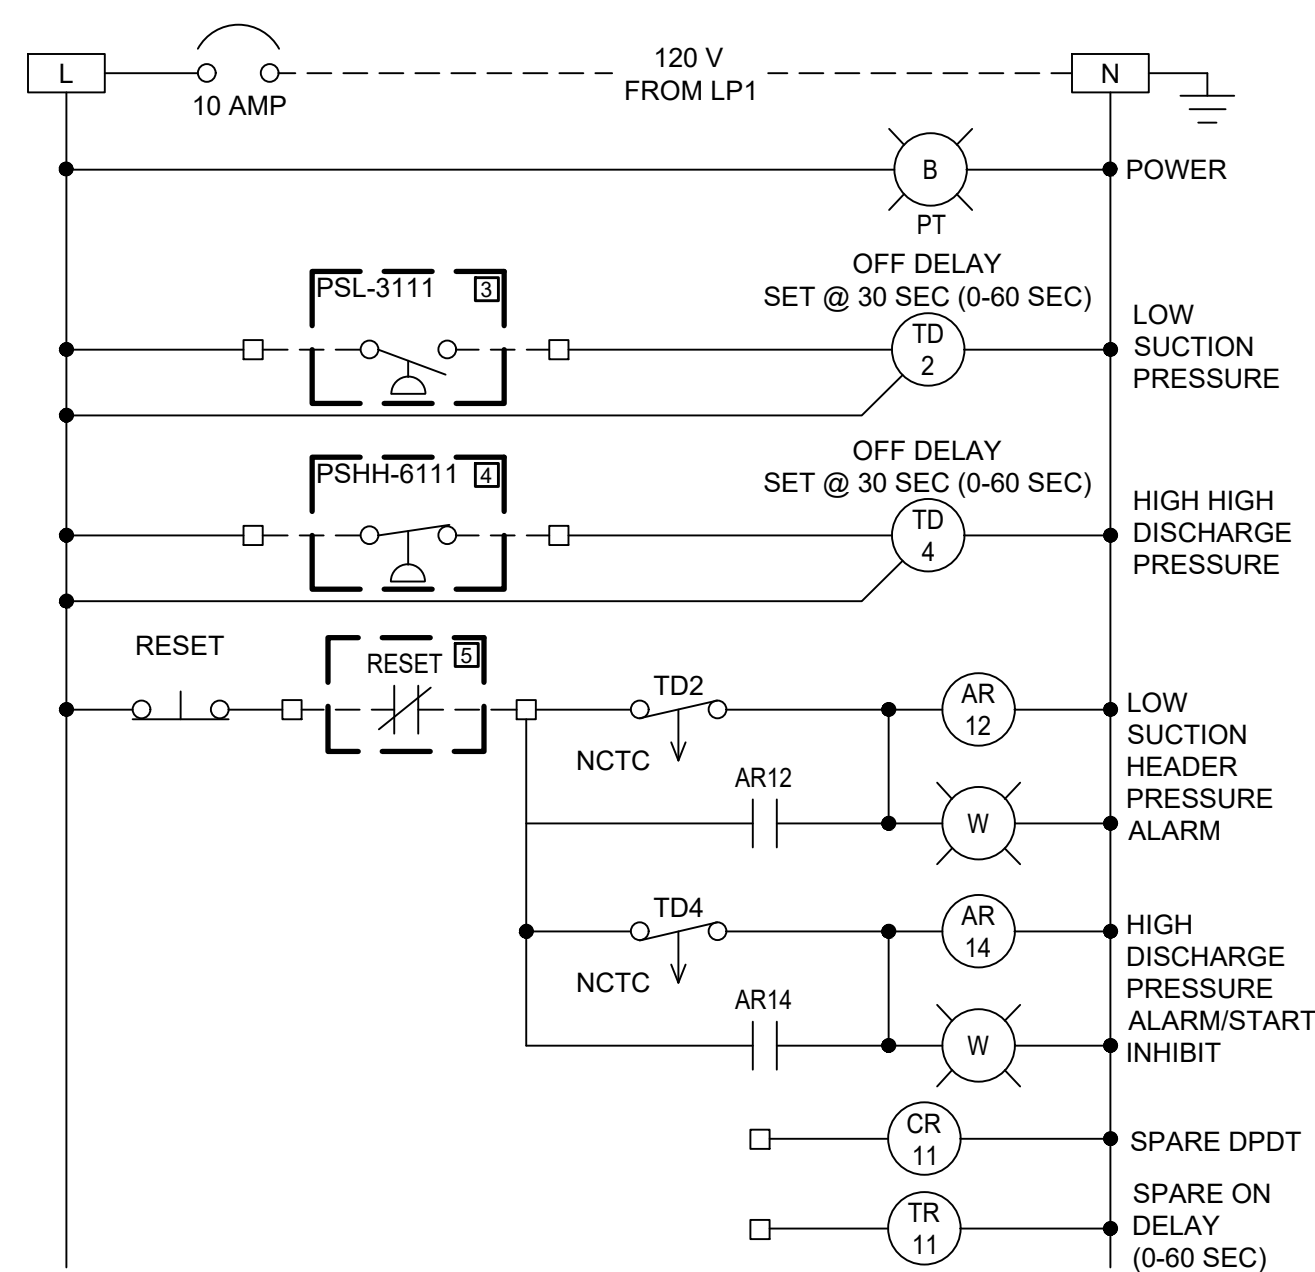 L
10 AMP
120 V
FROM LP1
N
B
PT
POWER
OFF DELAY
SET @ 30 SEC (0-60 SEC)
PSL-3111
3
TD
2
LOW
SUCTION
PRESSURE
OFF DELAY
SET @ 30 SEC (0-60 SEC)
PSHH-6111
4
TD
4
HIGH HIGH
DISCHARGE
PRESSURE
RESET
RESET
5
TD2
NCTC
AR
12
LOW
SUCTION
HEADER
PRESSURE
ALARM
AR12
W
TD4
NCTC
AR
14
HIGH
DISCHARGE
PRESSURE
ALARM/START
INHIBIT
AR14
W
CR
11
SPARE DPDT
TR
11
SPARE ON
DELAY
(0-60 SEC)